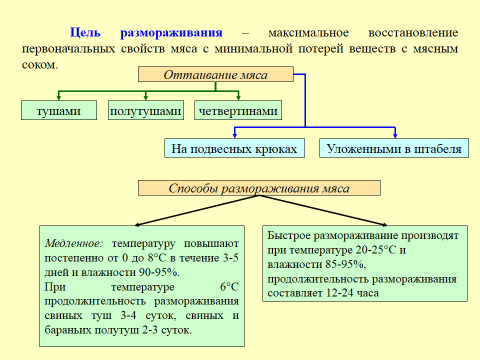 Цель размораживания – максимальное восстановление
первоначальных свойств мяса с минимальной потерей веществ с мясным
соком.
Оттаивание мяса
тушами
полутушами
четвертинами
На подвесных крюках
Уложенными в штабеля
Способы размораживания мяса
Медленное: температуру повышают
постепенно от 0 до 8°С в течение 3-5
дней и влажности 90-95%.
При температуре 6°С
продолжительность размораживания
свиных туш 3-4 суток, свиных и
бараньих полутуш 2-3 суток.
Быстрое размораживание производят
при температуре 20-25°С и
влажности 85-95%,
продолжительность размораживания
составляет 12-24 часа